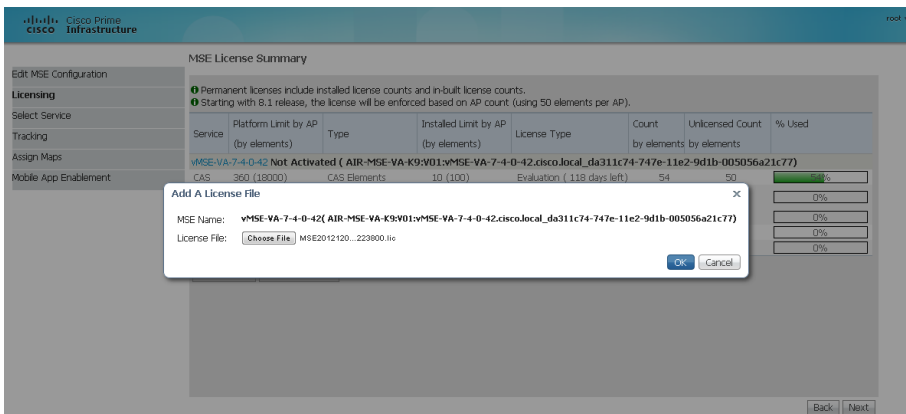 Cisco Prime
CISCO Infrastructure
root
MSE License Summary
Edit MSE Configuration
Licensing
Select Service
Tracking
Assign Maps
Mobile App Enablement
Permanent licenses include installed license counts and in-built license counts.
Starting with 8.1 release, the license will be enforced based on AP count (using 50 elements per AP).
Service Platform Limit by AP (by elements) Type Installed Limit by AP (by elements) License Type Count by elements Unlicensed Count by elements % Used
vMSE-VA-7-4-0-42 Not Activated ( AIR-MSE-VA-K9:V01:vMSE-VA-7-4-0-42.cisco.local_da311c74-747e-11e2-9d1b-005056a21c77)
CAS 360 (18000) CAS Elements 10 (100) Evaluation ( 118 days left) 54 50 54%
0%
0%
0%
0%
Add A License File
MSE Name: vMSE-VA-7-4-0-42( AIR-MSE-VA-K9:V01:vMSE-VA-7-4-0-42.cisco.local_da311c74-747e-11e2-9d1b-005056a21c77)
License File: Choose File MSE2012120...223800.lic
OK Cancel
Back Next